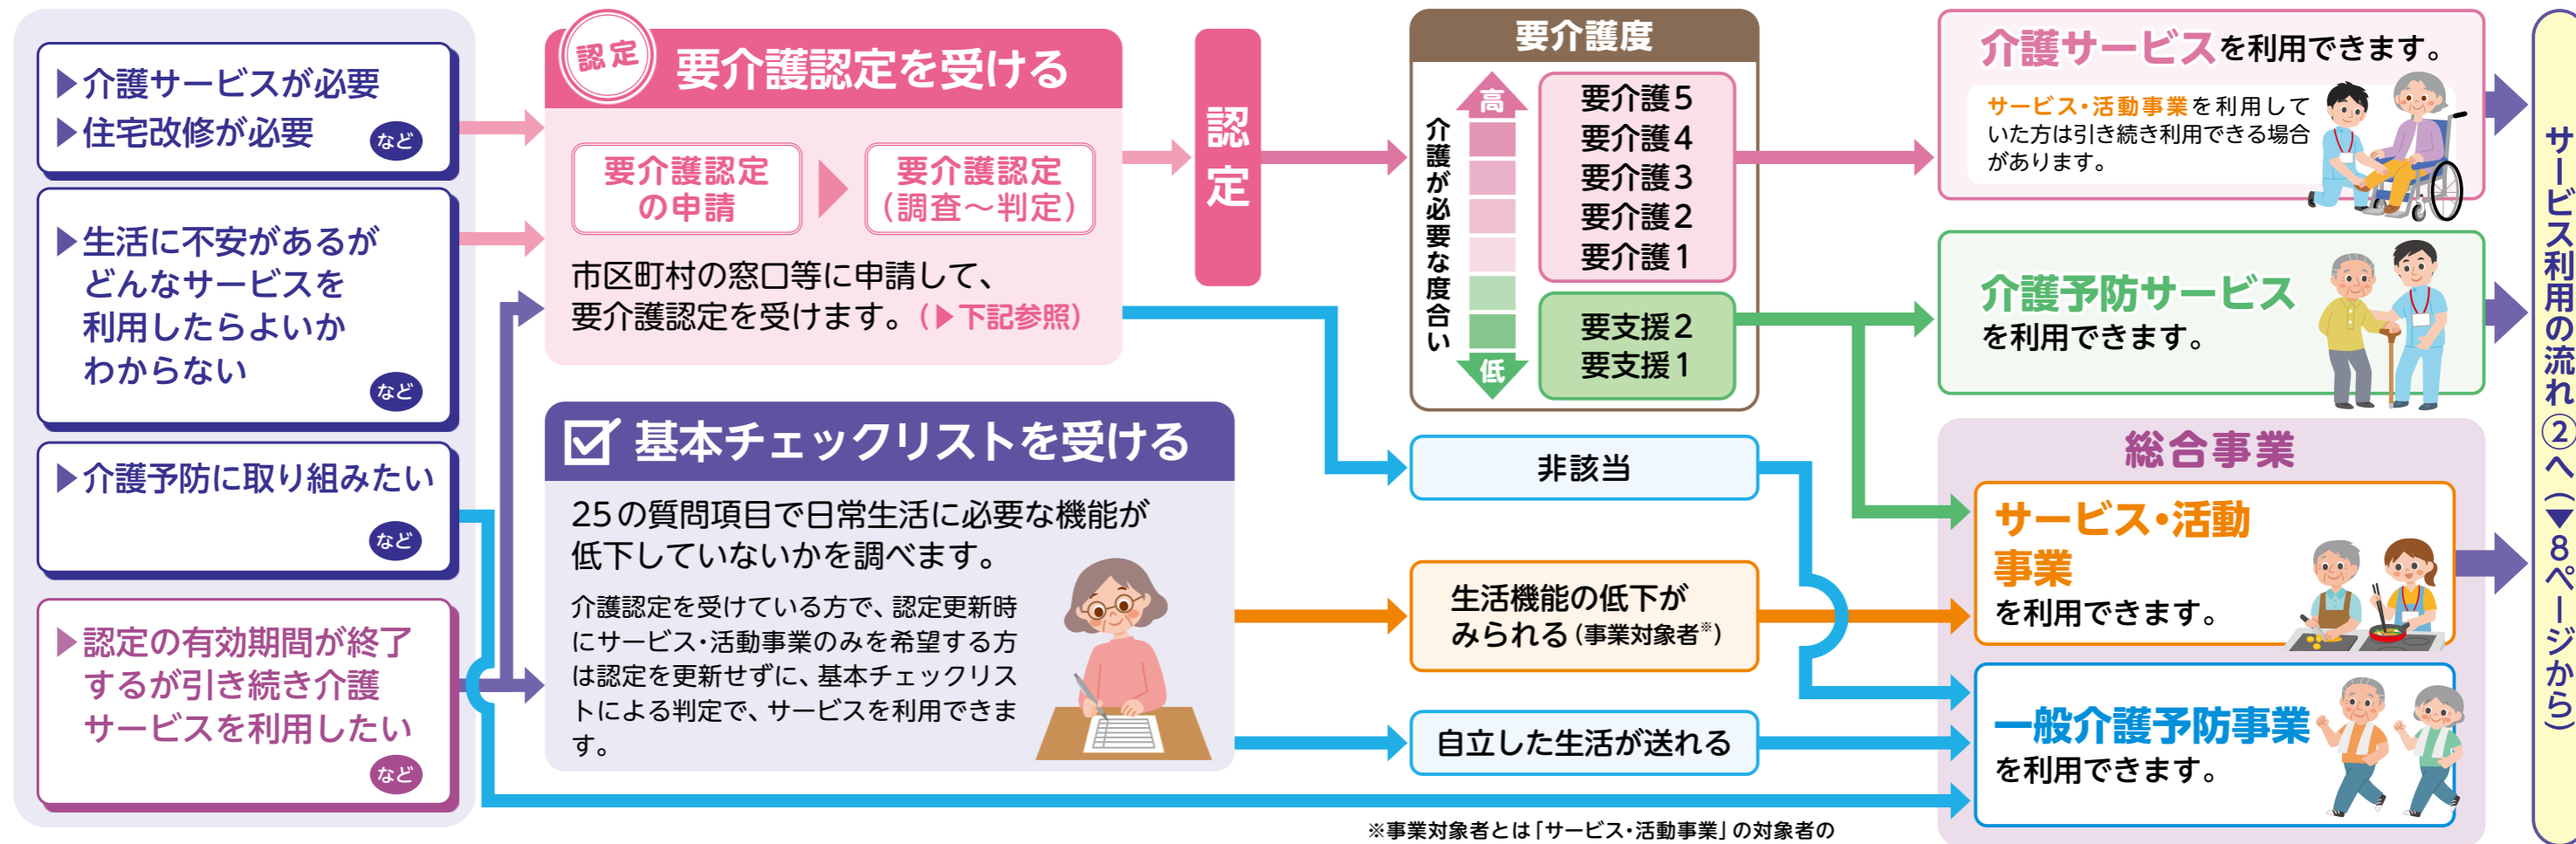 ▶介護サービスが必要
▶住宅改修が必要
など
▶生活に不安があるが
どんなサービスを
利用したらよいか
わからない
など
▶介護予防に取り組みたい
など
▶認定の有効期間が終了
するが引き続き介護
サービスを利用したい
など
認定
要介護認定を受ける
要介護認定
の申請
要介護認定
（調査～判定）
市区町村の窓口等に申請して、
要介護認定を受けます。（▶下記参照）
基本チェックリストを受ける
25の質問項目で日常生活に必要な機能が
低下していないかを調べます。
介護認定を受けている方で、認定更新時
にサービス・活動事業のみを希望する方
は認定を更新せずに、基本チェックリス
トによる判定で、サービスを利用できま
す。
認定
要介護度
介護が必要な度合い
高
低
要介護5
要介護4
要介護3
要介護2
要介護1
要支援2
要支援1
非該当
生活機能の低下が
みられる（事業対象者※）
自立した生活が送れる
※事業対象者とは「サービス・活動事業」の対象者の
介護サービスを利用できます。
サービス・活動事業を利用して
いた方は引き続き利用できる場合
があります。
介護予防サービス
を利用できます。
総合事業
サービス・活動
事業
を利用できます。
一般介護予防事業
を利用できます。
サービス利用の流れ②へ（▼8ページから）